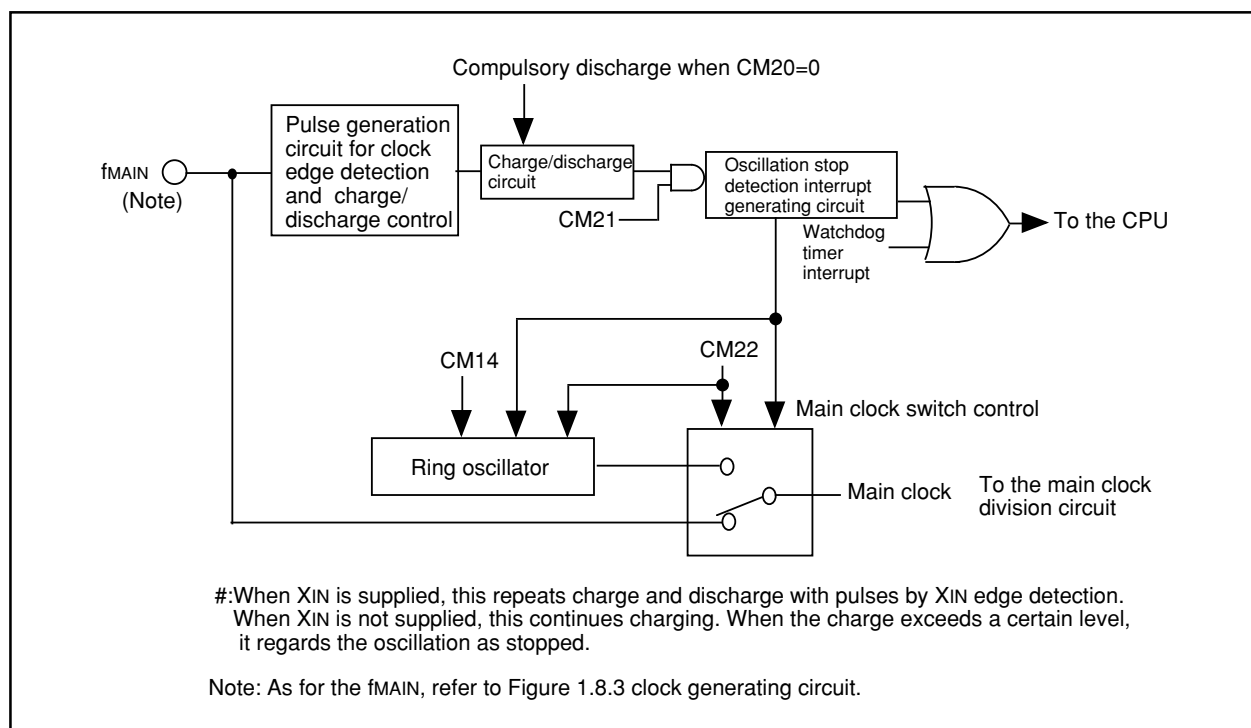 Compulsory discharge when CM20=0
Pulse generation
circuit for clock
edge detection
and charge/
discharge control
fMAIN
(Note)
Charge/discharge
circuit
CM21
Oscillation stop
detection interrupt
generating circuit
Watchdog
timer
interrupt
To the CPU
CM14
CM22
Main clock switch control
Ring oscillator
Main clock
To the main clock
division circuit
#:When XIN is supplied, this repeats charge and discharge with pulses by XIN edge detection.
When XIN is not supplied, this continues charging. When the charge exceeds a certain level,
it regards the oscillation as stopped.
Note: As for the fMAIN, refer to Figure 1.8.3 clock generating circuit.